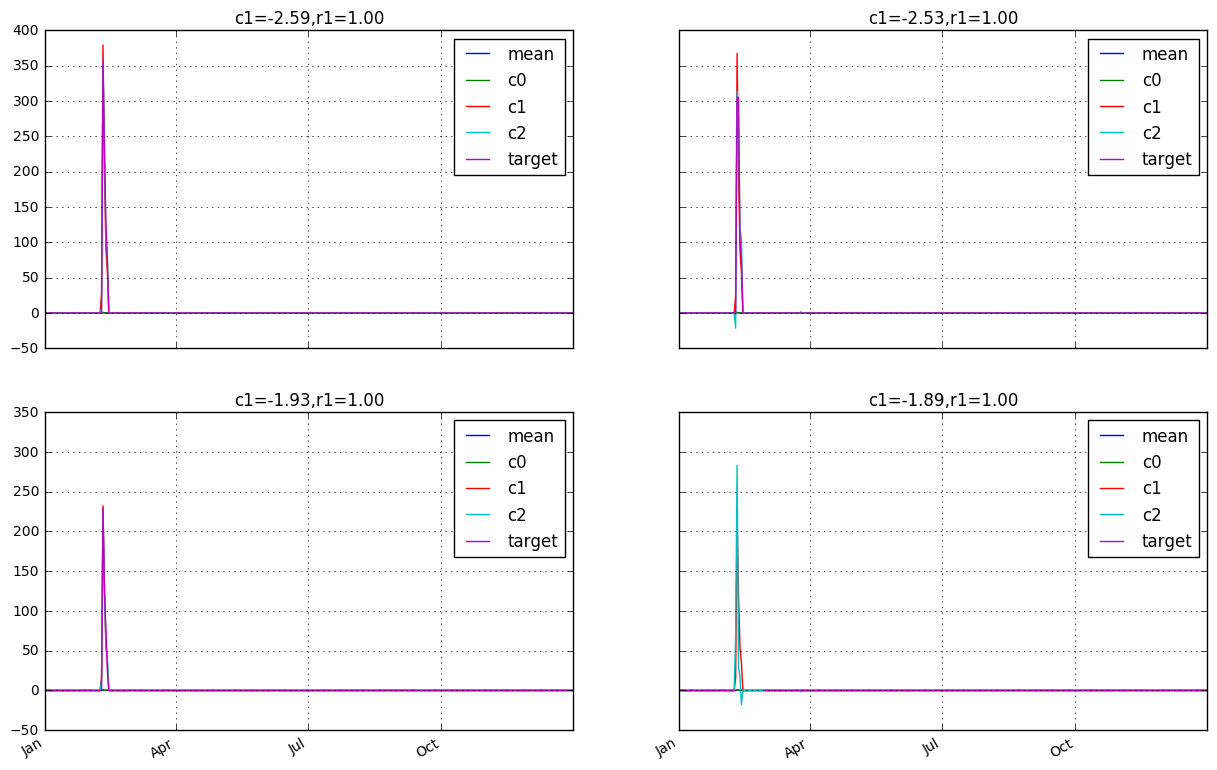 c1=-2.59,r1=1.00
400
350
300
250
200
150
100
50
0
−50
mean
c0
c1
c2
target
c1=-2.53,r1=1.00
mean
c0
c1
c2
target
c1=-1.93,r1=1.00
350
300
250
200
150
100
50
0
−50
Jan
Apr
Jul
Oct
mean
c0
c1
c2
target
c1=-1.89,r1=1.00
mean
c0
c1
c2
target
Jan
Apr
Jul
Oct